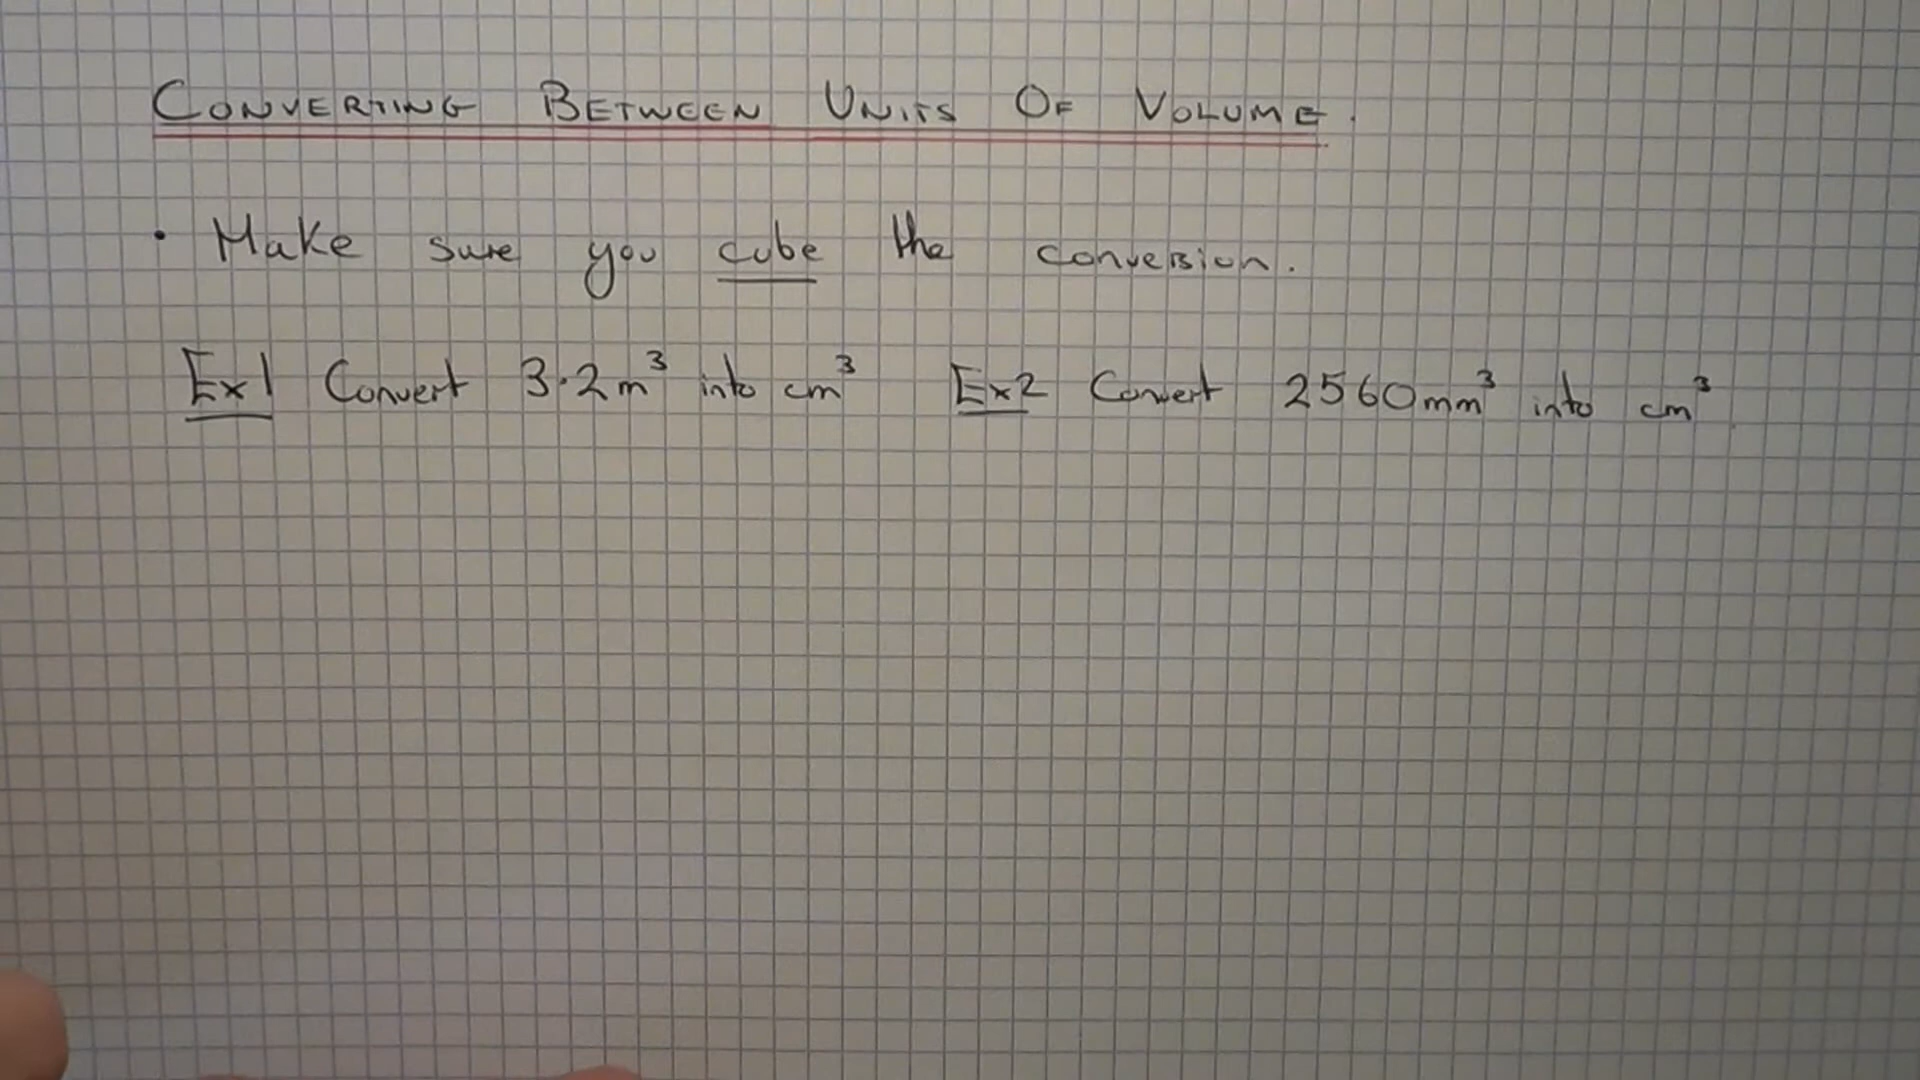 CONVERTING BETWEEN UNITS OF VOLUME.
• Make sure you cube the conversion.
Ex1 Convert 3·2m³ into cm³ Ex2 Convert 2560mm³ into cm³